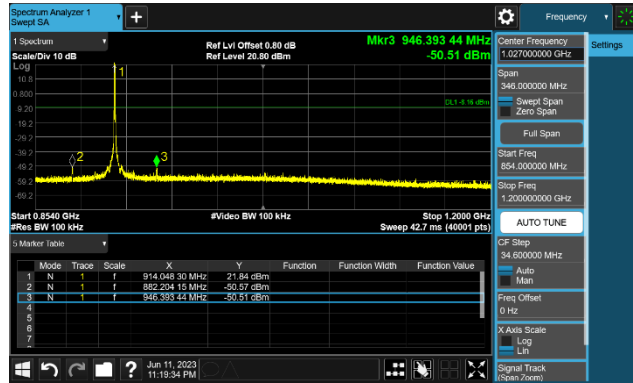 Spectrum Analyzer 1
Swept SA
+
Frequency
1 Spectrum
Scale/Div 10 dB
Log
Ref Lvl Offset 0.80 dB
Ref Level 20.80 dBm
Mkr3 946.393 44 MHz
-50.51 dBm
10.8
0.800
-9.20
-19.2
-29.2
-39.2
-49.2
-59.2
-69.2
1
2
3
DL1 -8.16 dBm
Start 0.8540 GHz
#Res BW 100 kHz
#Video BW 100 kHz
Stop 1.2000 GHz
Sweep 42.7 ms (40001 pts)
5 Marker Table
Mode Trace Scale X Y Function Function Width Function Value
1 N 1 f 914.048 30 MHz 21.84 dBm
2 N 1 f 882.204 15 MHz -50.57 dBm
3 N 1 f 946.393 44 MHz -50.51 dBm
4
5
6
7
?
Jun 11, 2023
11:19:34 PM
Settings
Center Frequency
1.027000000 GHz
Span
346.000000 MHz
Swept Span
Zero Span
Full Span
Start Freq
854.000000 MHz
Stop Freq
1.200000000 GHz
AUTO TUNE
CF Step
34.600000 MHz
Auto
Man
Freq Offset
0 Hz
X Axis Scale
Log
Lin
Signal Track
(Span Zoom)